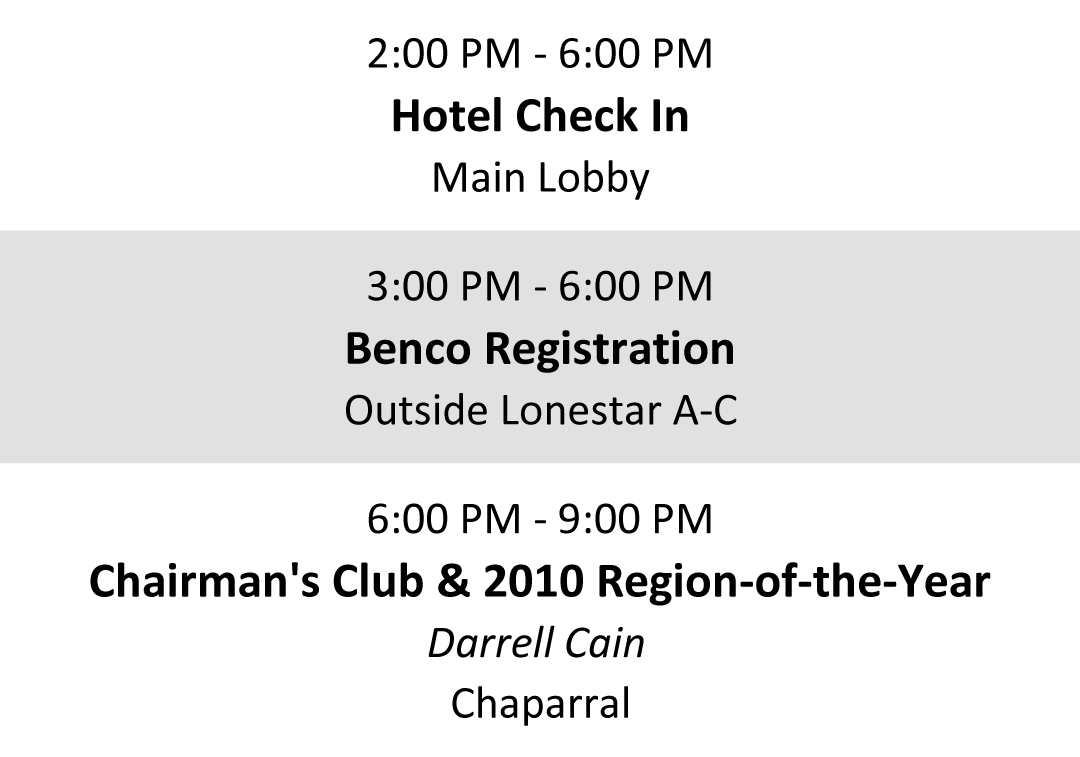 2:00 PM - 6:00 PM
Hotel Check In
Main Lobby
3:00 PM - 6:00 PM
Benco Registration
Outside Lonestar A-C
6:00 PM - 9:00 PM
Chairman's Club & 2010 Region-of-the-Year
Darrell Cain
Chaparral